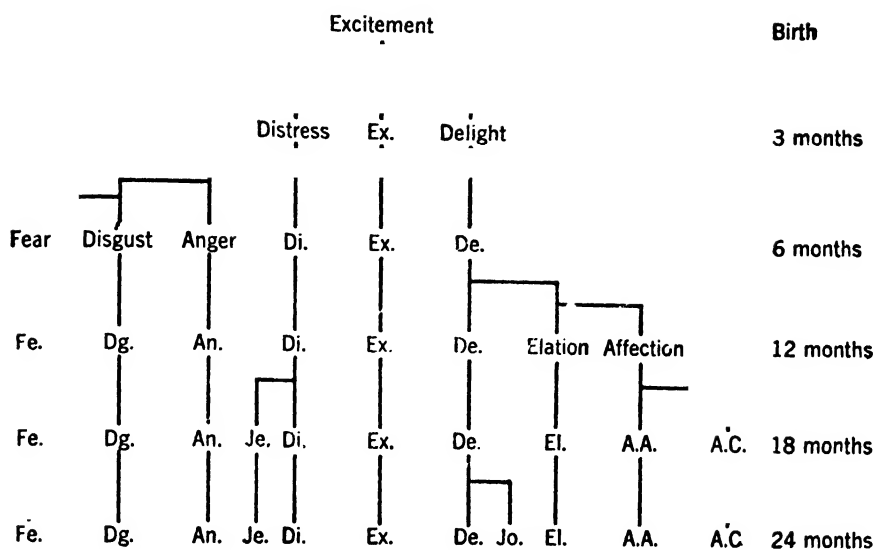 Excitement Birth
Distress Ex. Delight 3 months
Fear Disgust Anger Di. Ex. De. 6 months
Fe. Dg. An. Di. Ex. De. Elation Affection 12 months
Fe. Dg. An. Je. Di. Ex. De. El. A.A. A.C. 18 months
Fe. Dg. An. Je. Di. Ex. De. Jo. El. A.A. A.C 24 months